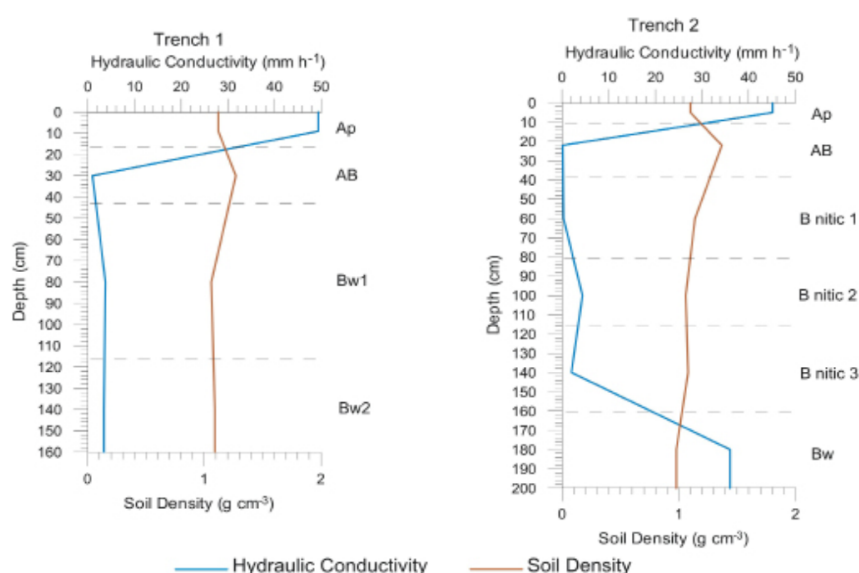 Trench 1
Hydraulic Conductivity (mm h-1)
0 10 20 30 40 50
0
10
20
30
40
50
60
70
80
90
100
110
120
130
140
150
160
Depth (cm)
Ap
AB
Bw1
Bw2
0 1 2
Soil Density (g cm-3)
Trench 2
Hydraulic Conductivity (mm h-1)
0 10 20 30 40 50
0
10
20
30
40
50
60
70
80
90
100
110
120
130
140
150
160
170
180
190
200
Depth (cm)
Ap
AB
B nitic 1
B nitic 2
B nitic 3
Bw
0 1 2
Soil Density (g cm-3)
Hydraulic Conductivity Soil Density